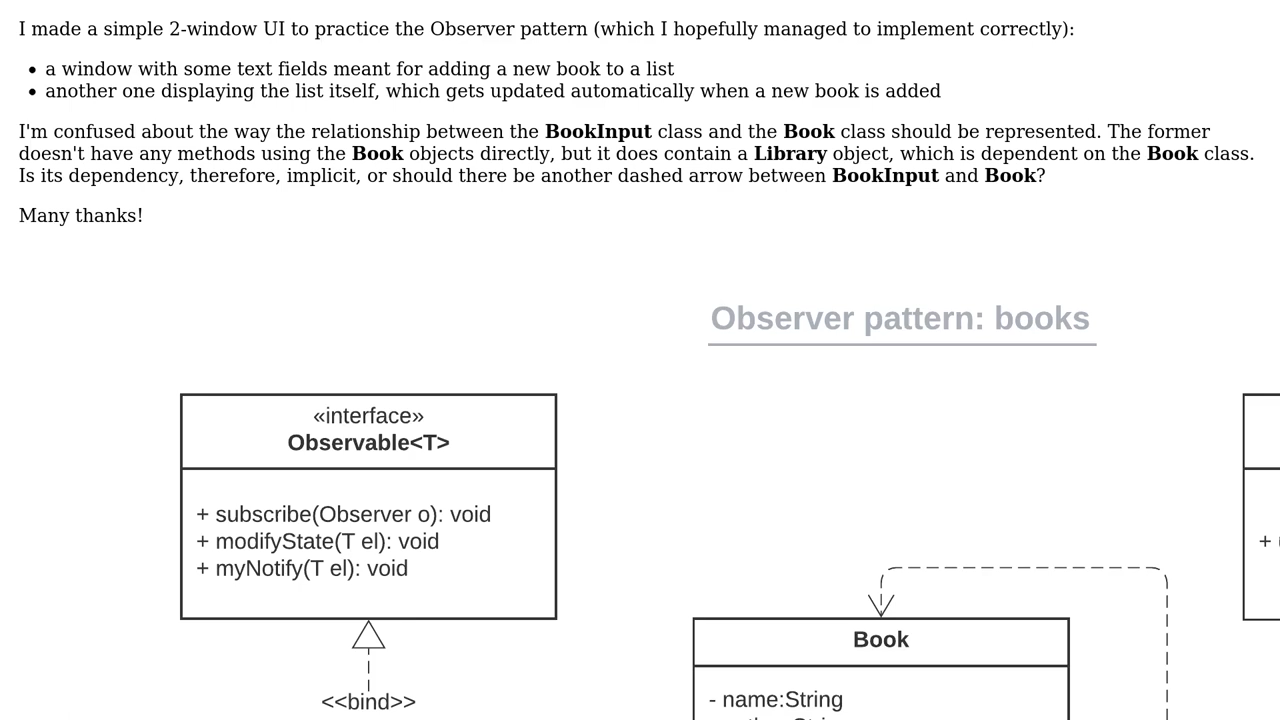 I made a simple 2-window UI to practice the Observer pattern (which I hopefully managed to implement correctly):
• a window with some text fields meant for adding a new book to a list
• another one displaying the list itself, which gets updated automatically when a new book is added
I'm confused about the way the relationship between the BookInput class and the Book class should be represented. The former
doesn't have any methods using the Book objects directly, but it does contain a Library object, which is dependent on the Book class.
Is its dependency, therefore, implicit, or should there be another dashed arrow between BookInput and Book?
Many thanks!
Observer pattern: books
«interface»
Observable<T>
+ subscribe(Observer o): void
+ modifyState(T el): void
+ myNotify(T el): void
+
<<bind>>
Book
- name:String